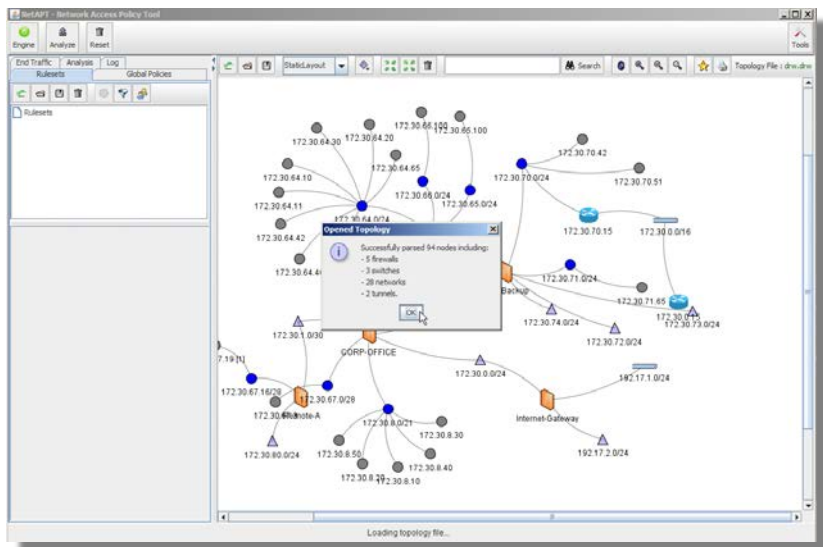 NetAPT - Network Access Policy Tool
Engine
Analyze
Reset
Tools
End Traffic
Analysis
Log
Rulesets
Global Policies
StaticLayout
Search
Topology File : drw.drw
Rulesets
172.30.66.100
172.30.65.100
172.30.64.30
172.30.64.20
172.30.70.42
172.30.64.65
172.30.64.10
172.30.70.0/24
172.30.70.51
172.30.66.0/24
172.30.65.0/24
172.30.64.11
172.30.64.0/24
172.30.64.42
172.30.70.15
172.30.0.0/16
Opened Topology
Successfully parsed 94 nodes including:
- 5 firewalls
- 3 switches
- 28 networks
- 2 tunnels.
OK
Backup
172.30.71.0/24
172.30.71.65
172.30.73.0/24
172.30.74.0/24
172.30.72.0/24
172.30.1.0/30
CORP-OFFICE
7.19 [1]
172.30.0.0/24
192.17.1.0/24
172.30.67.16/28
172.30.67.0/28
Remote-A
Internet-Gateway
172.30.8.0/21
172.30.8.30
172.30.80.0/24
172.30.8.50
172.30.8.40
172.30.8.20
172.30.8.10
192.17.2.0/24
Loading topology file...